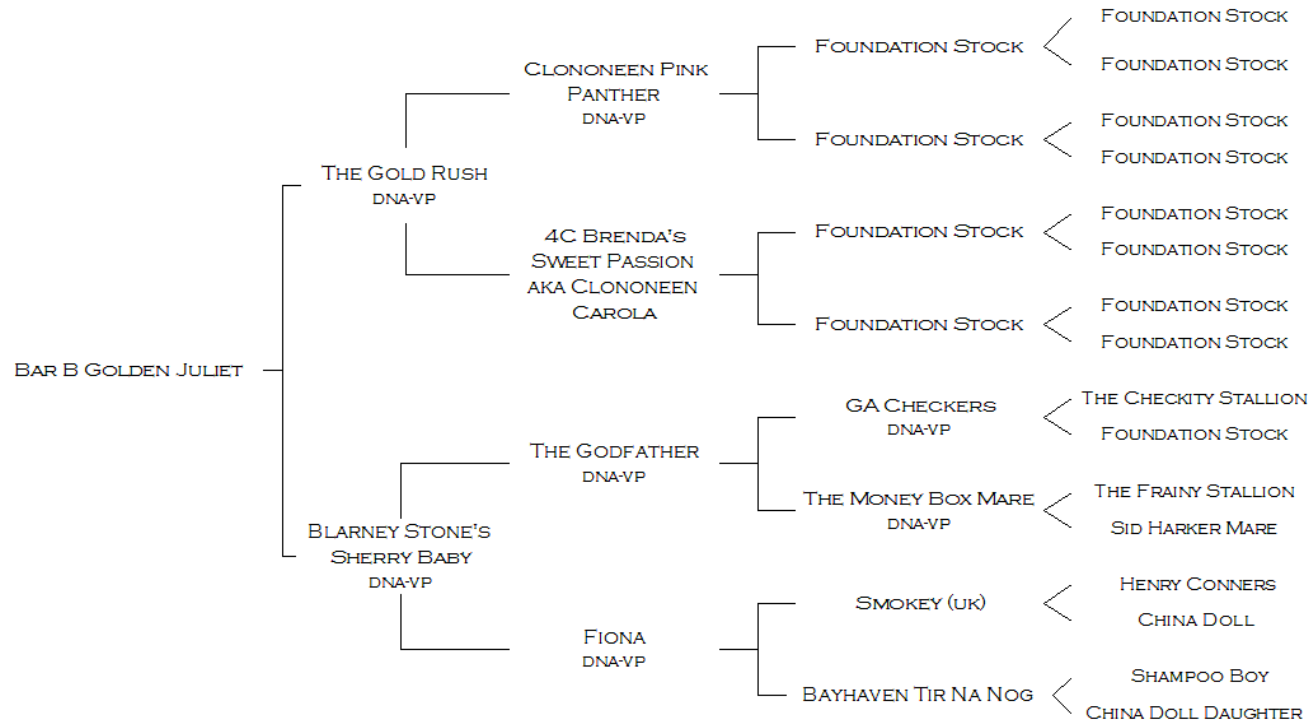 Foundation Stock
Foundation Stock
Foundation Stock
Clononeen Pink
Panther
DNA-VP
Foundation Stock
Foundation Stock
Foundation Stock
The Gold Rush
DNA-VP
Foundation Stock
Foundation Stock
Foundation Stock
4C Brenda's
Sweet Passion
aka Clononeen
Carola
Foundation Stock
Foundation Stock
Foundation Stock
Bar B Golden Juliet
GA Checkers
DNA-VP
The Checkity Stallion
Foundation Stock
The Godfather
DNA-VP
The Money Box Mare
DNA-VP
The Frainy Stallion
Sid Harker Mare
Blarney Stone's
Sherry Baby
DNA-VP
Smokey (UK)
Henry Conners
China Doll
Fiona
DNA-VP
Bayhaven Tir Na Nog
Shampoo Boy
China Doll Daughter